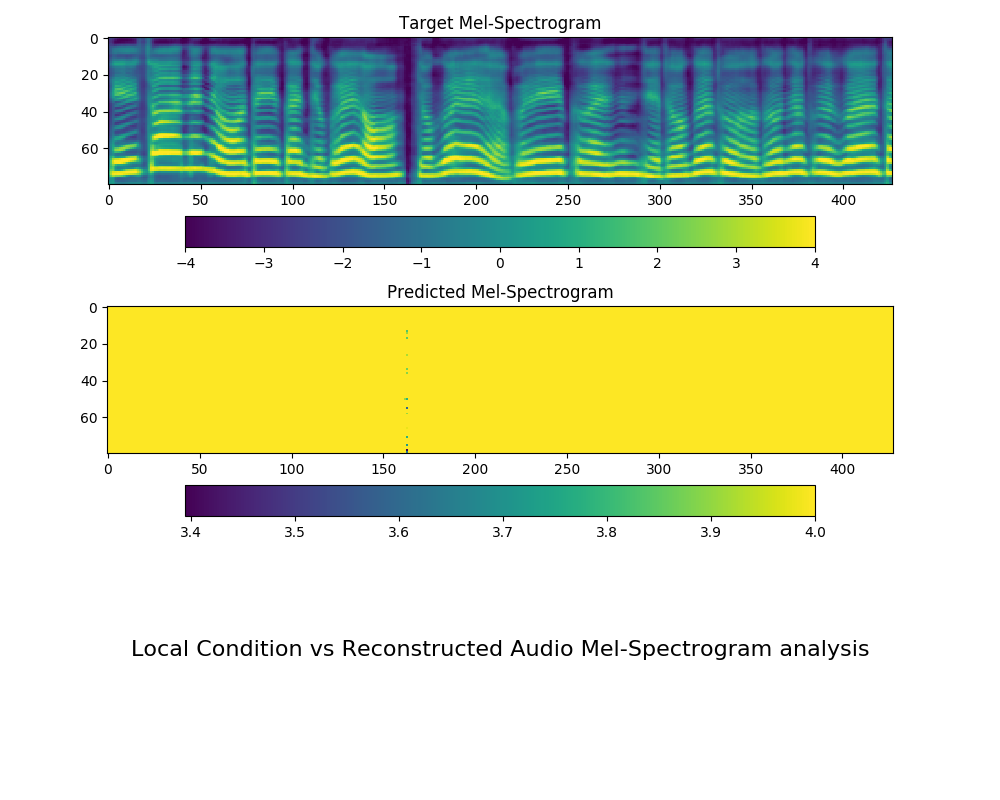 Target Mel-Spectrogram
0
20
40
60
0 50 100 150 200 250 300 350 400
−4 −3 −2 −1 0 1 2 3 4
Predicted Mel-Spectrogram
0
20
40
60
0 50 100 150 200 250 300 350 400
3.4 3.5 3.6 3.7 3.8 3.9 4.0
Local Condition vs Reconstructed Audio Mel-Spectrogram analysis